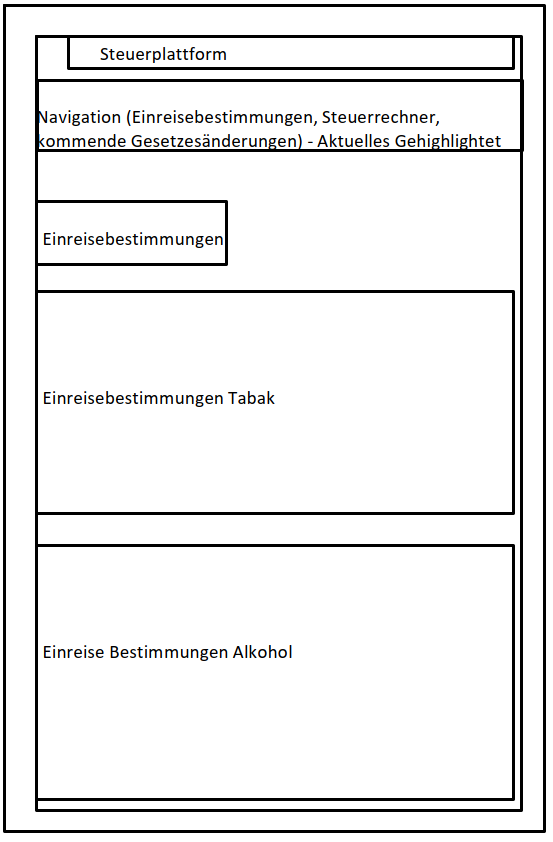 Steuerplattform
Navigation (Einreisebestimmungen, Steuerrechner,
kommende Gesetzesänderungen) - Aktuelles Gehighlightet
Einreisebestimmungen
Einreisebestimmungen Tabak
Einreise Bestimmungen Alkohol